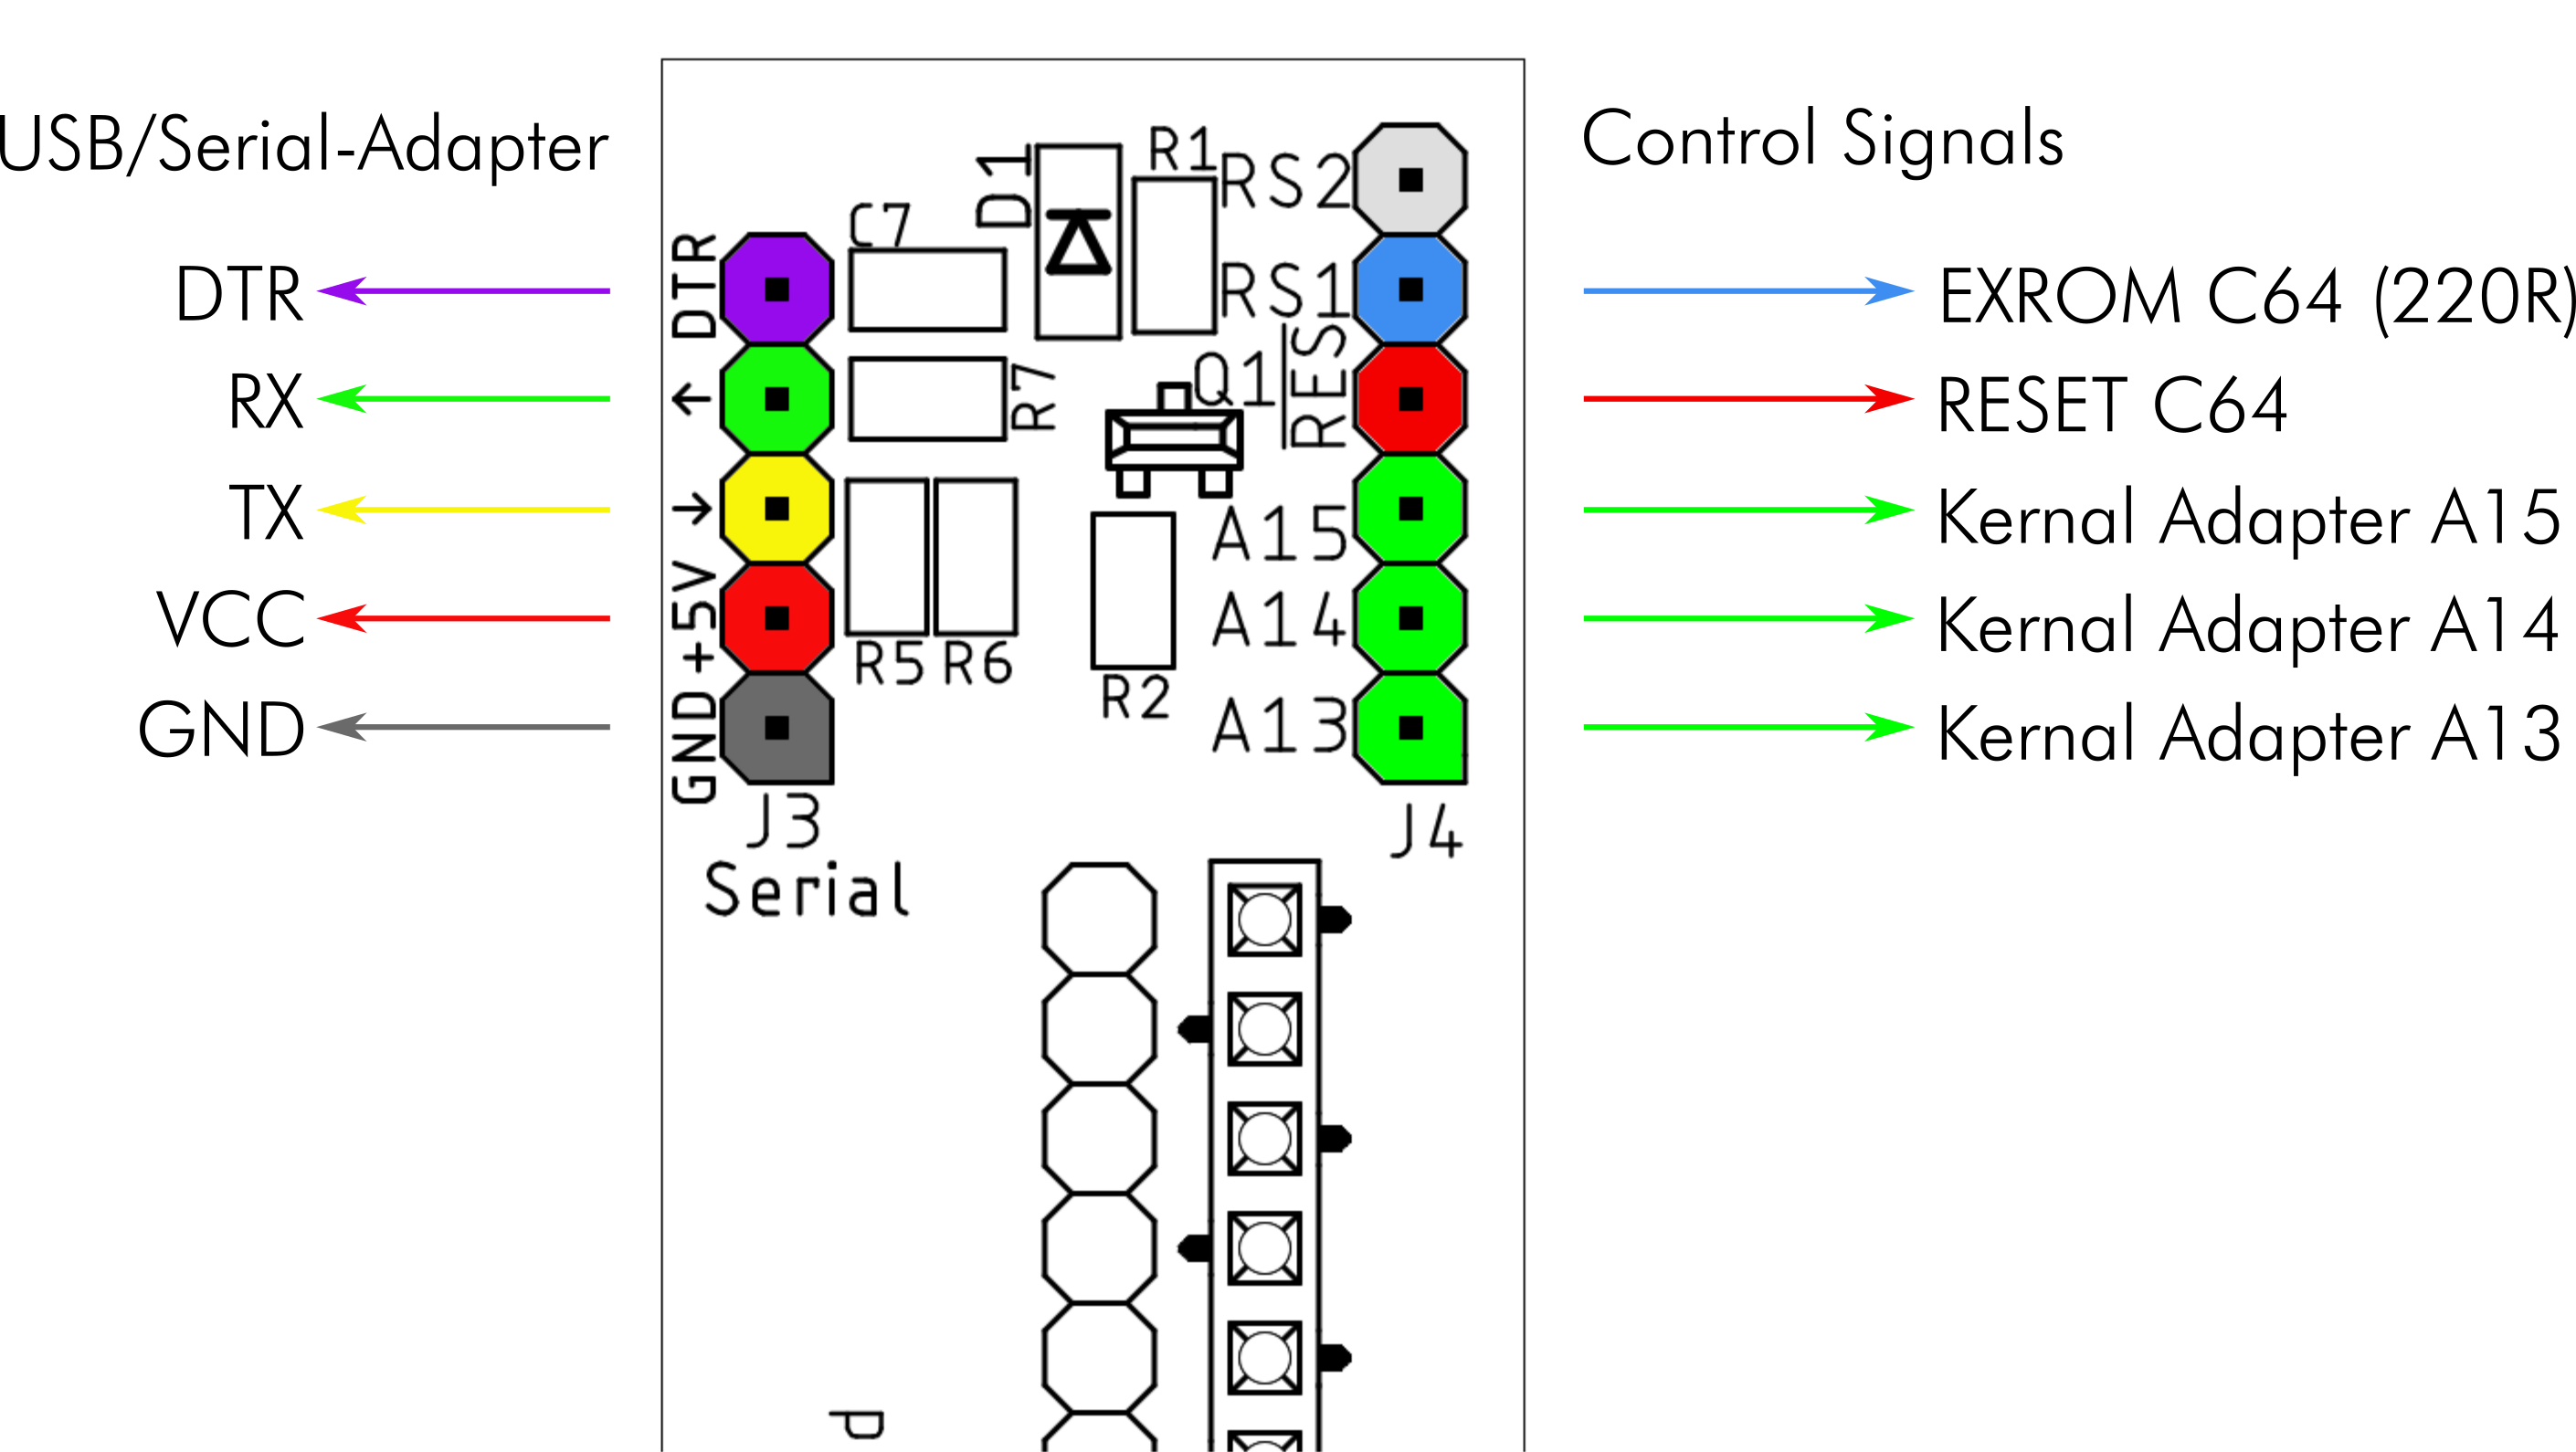 USB/Serial-Adapter
DTR
RX
TX
VCC
GND
DTR
←
→
+5V
GND
J3
Serial
C7
D1
R1
R7
R5 R6
Q1
R2
RS2
RS1
RES
A15
A14
A13
J4
Control Signals
EXROM C64 (220R)
RESET C64
Kernal Adapter A15
Kernal Adapter A14
Kernal Adapter A13